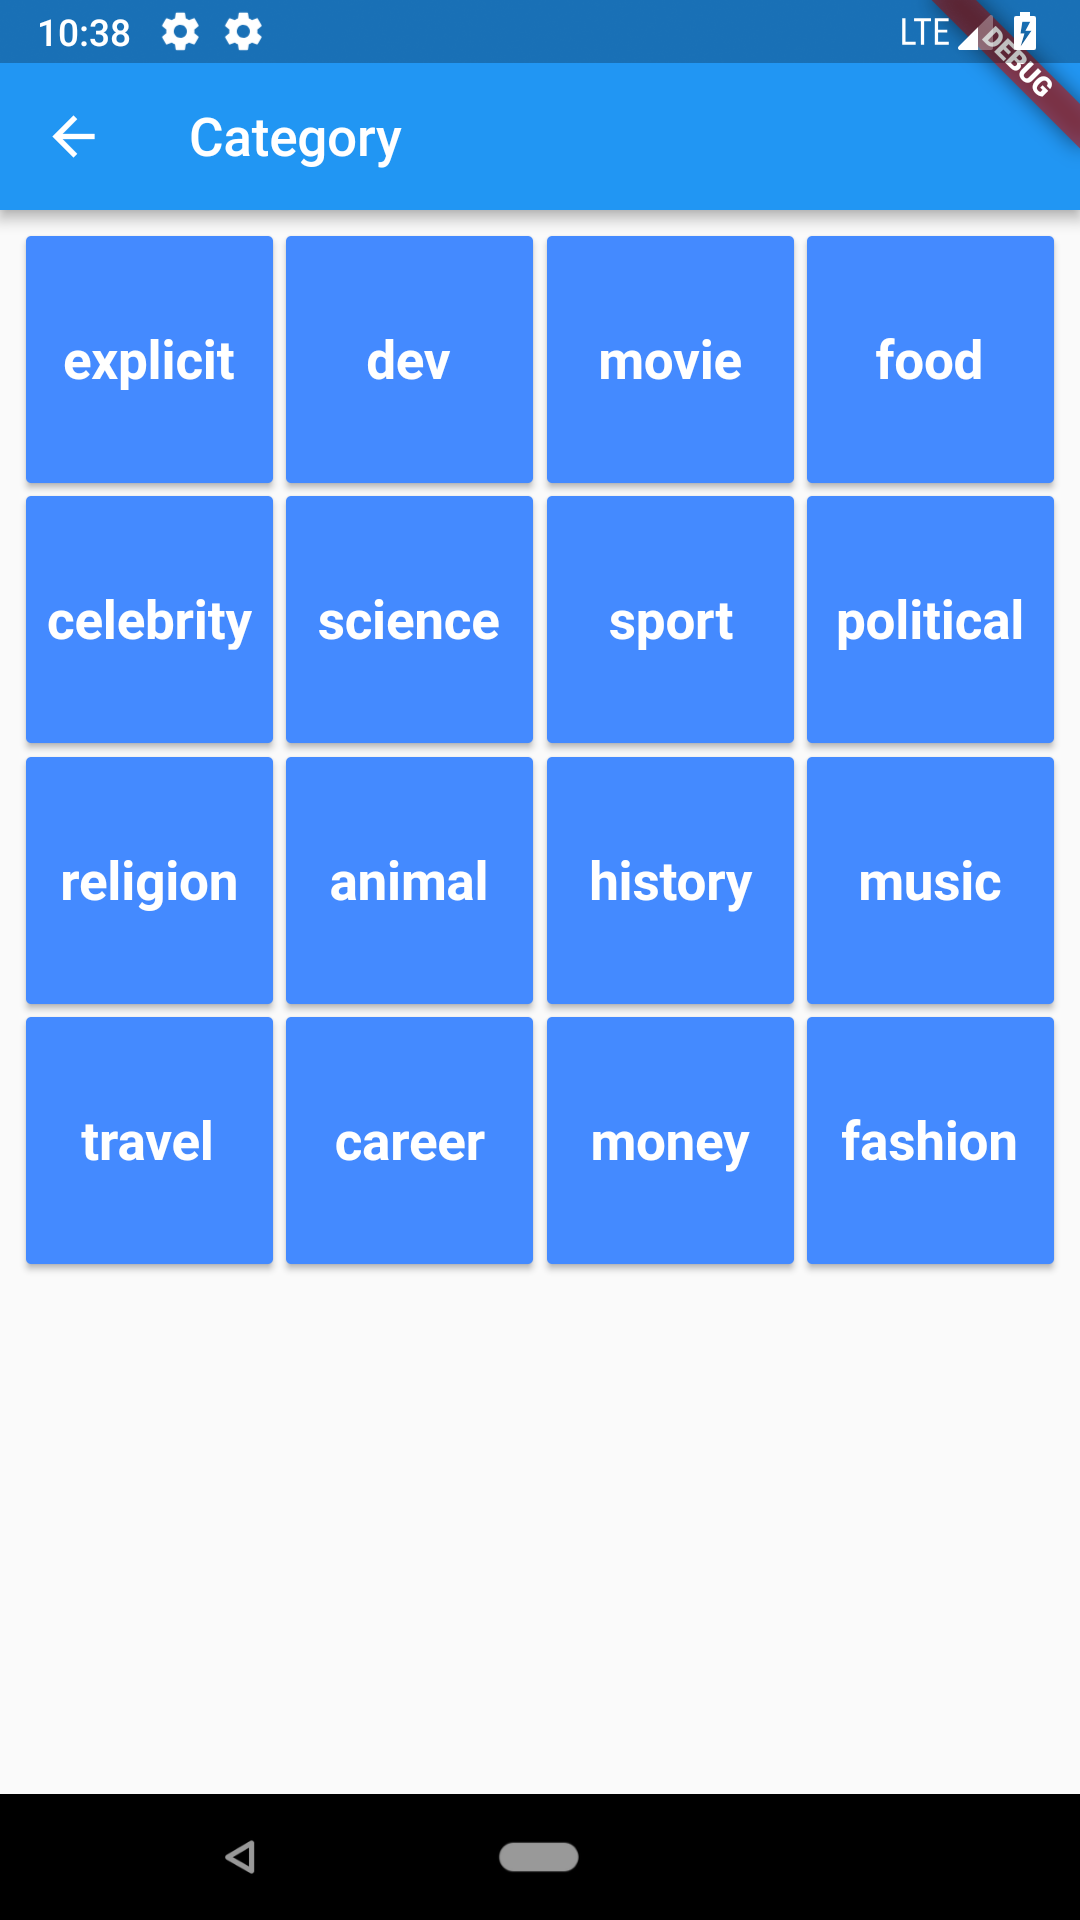 10:38 LTE
DEBUG
Category
explicit dev movie food
celebrity science sport political
religion animal history music
travel career money fashion